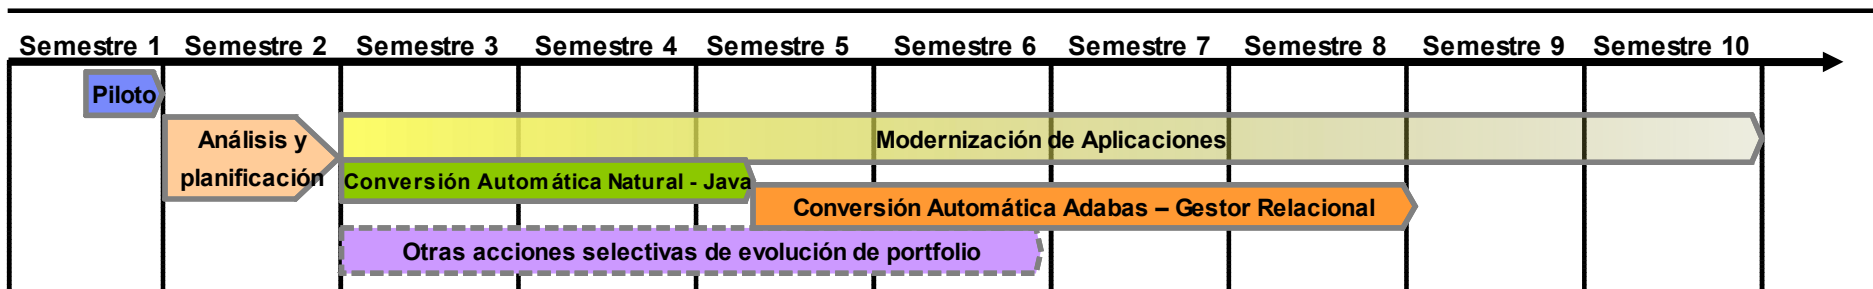 Semestre 1 Semestre 2 Semestre 3 Semestre 4 Semestre 5 Semestre 6 Semestre 7 Semestre 8 Semestre 9 Semestre 10
Piloto
Análisis y
planificación
Modernización de Aplicaciones
Conversión Automática Natural - Java
Conversión Automática Adabas – Gestor Relacional
Otras acciones selectivas de evolución de portfolio